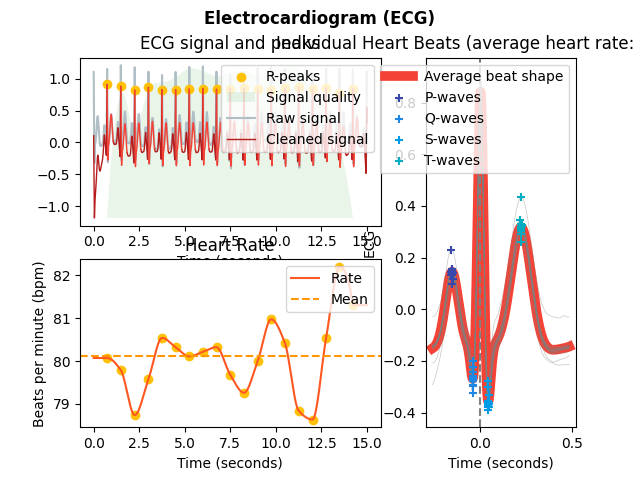 Electrocardiogram (ECG)
ECG signal and peaks
Individual Heart Beats (average heart rate:
R-peaks
Signal quality
Raw signal
Cleaned signal
1.0
0.5
0.0
−0.5
−1.0
0.0 2.5 5.0 7.5 10.0 12.5 15.0
Time (seconds)
Heart Rate
Rate
Mean
Beats per minute (bpm)
82
81
80
79
0.0 2.5 5.0 7.5 10.0 12.5 15.0
Time (seconds)
Average beat shape
P-waves
Q-waves
S-waves
T-waves
ECG
0.8
0.6
0.4
0.2
0.0
−0.2
−0.4
0.0 0.5
Time (seconds)